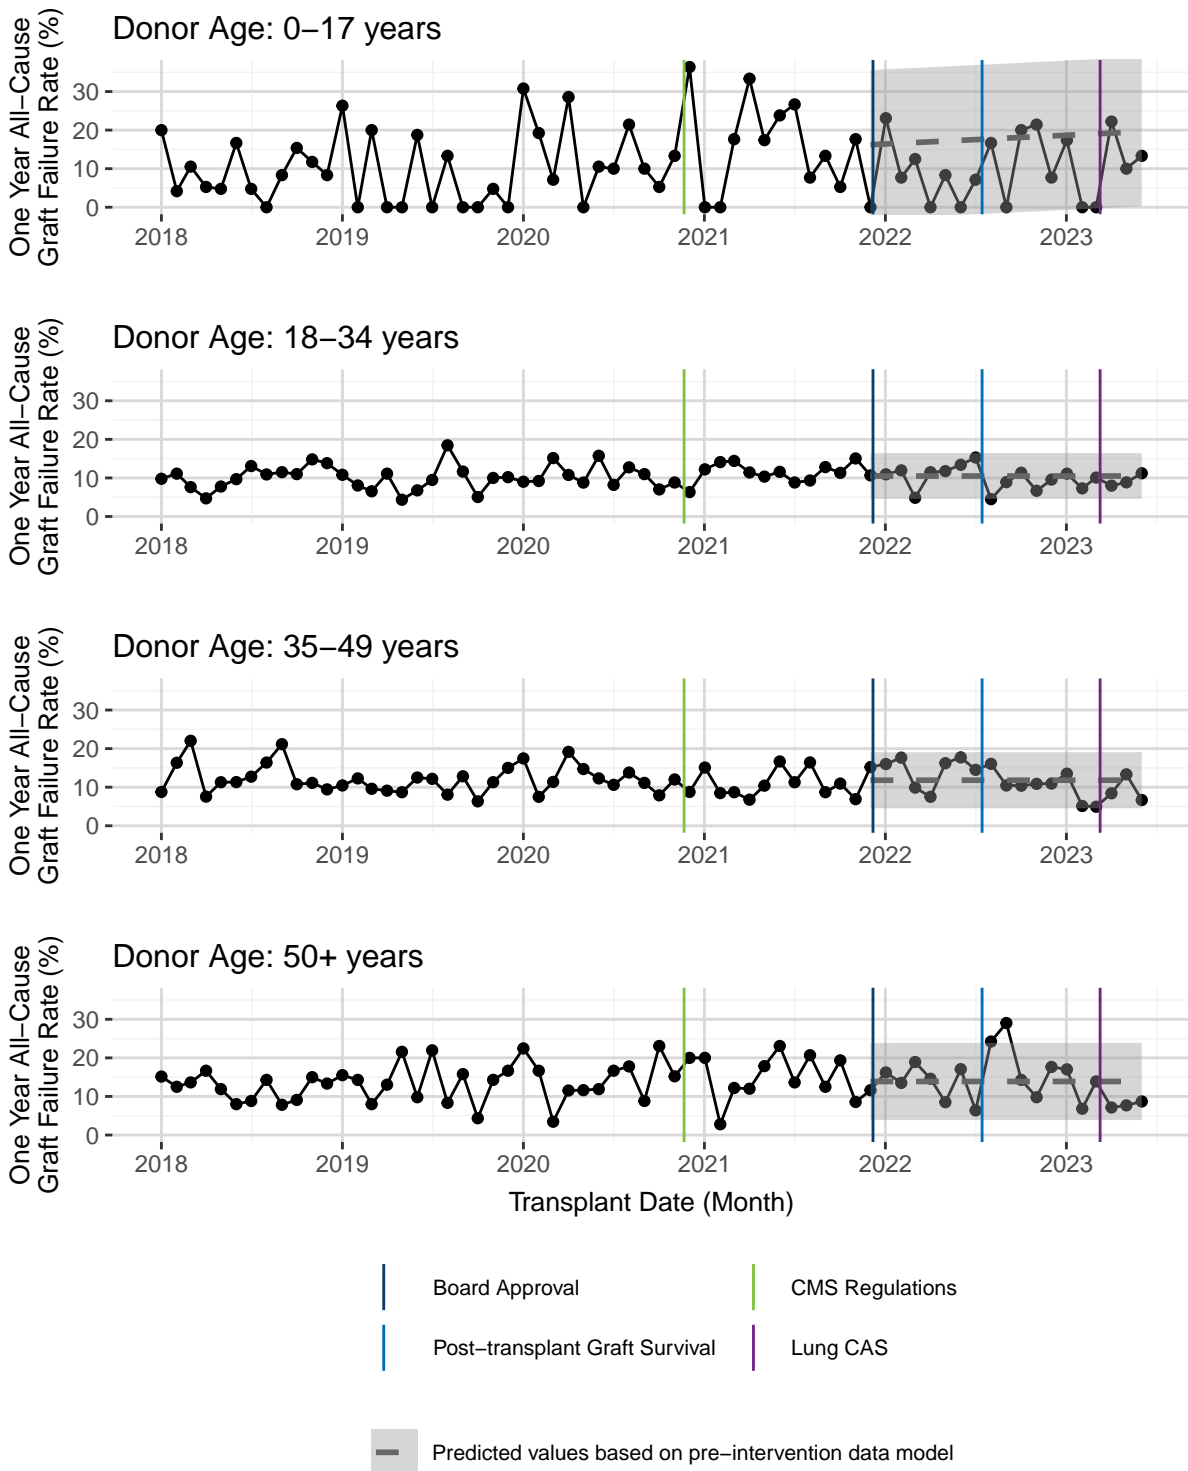 Donor Age: 0−17 years
One Year All−Cause
Graft Failure Rate (%)
30
20
10
0
2018 2019 2020 2021 2022 2023
Donor Age: 18−34 years
One Year All−Cause
Graft Failure Rate (%)
30
20
10
0
2018 2019 2020 2021 2022 2023
Donor Age: 35−49 years
One Year All−Cause
Graft Failure Rate (%)
30
20
10
0
2018 2019 2020 2021 2022 2023
Donor Age: 50+ years
One Year All−Cause
Graft Failure Rate (%)
30
20
10
0
2018 2019 2020 2021 2022 2023
Transplant Date (Month)
Board Approval CMS Regulations
Post−transplant Graft Survival Lung CAS
Predicted values based on pre−intervention data model